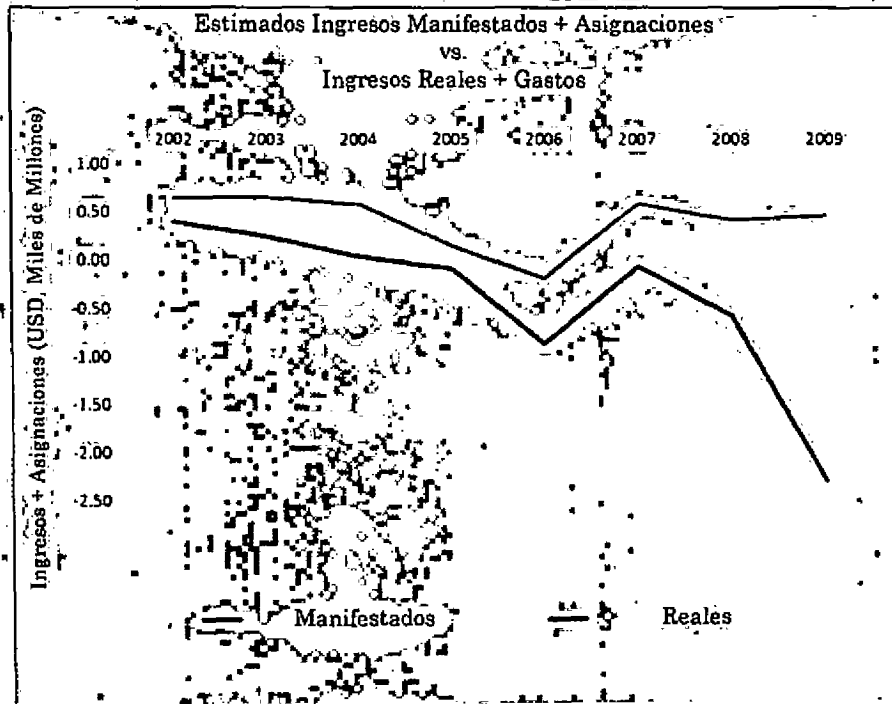 Estimados Ingresos Manifestados + Asignaciones
vs.
Ingresos Reales + Gastos
Ingresos + Asignaciones (USD, Miles de Millones)
2002 2003 2004 2005 2006 2007 2008 2009
1.00
0.50
0.00
-0.50
-1.00
-1.50
-2.00
-2.50
Manifestados Reales